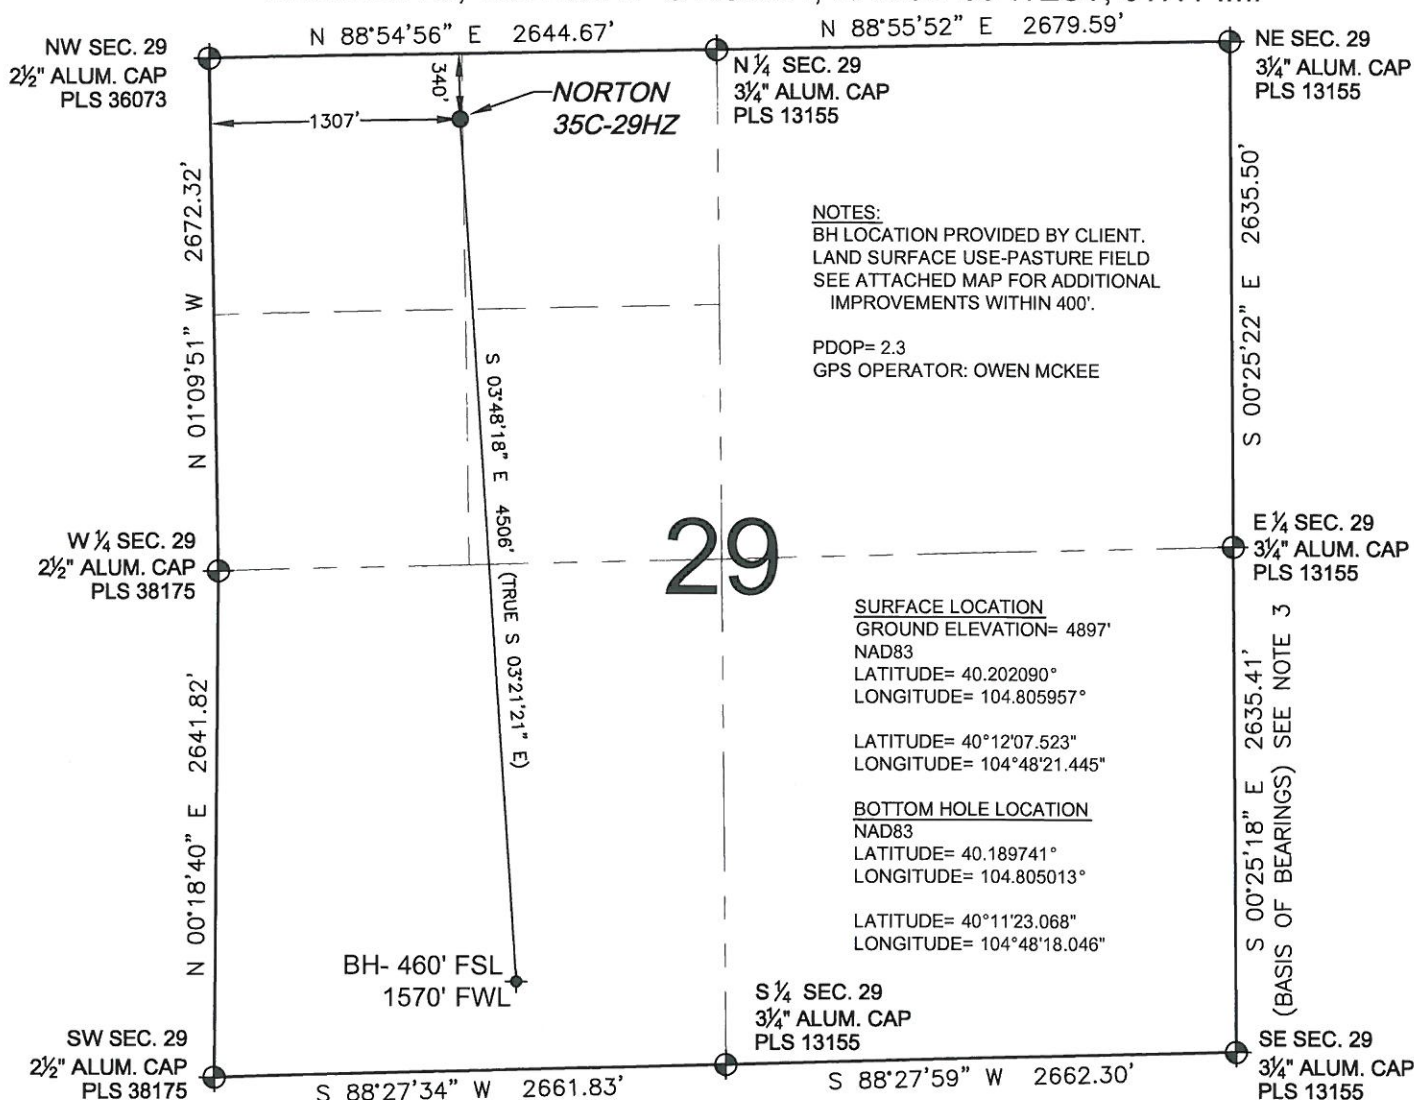 N 88°54'56" E 2644.67'
N 88°55'52" E 2679.59'
NW SEC. 29
2½" ALUM. CAP
PLS 36073
N ¼ SEC. 29
3¼" ALUM. CAP
PLS 13155
NE SEC. 29
3¼" ALUM. CAP
PLS 13155
340'
1307'
NORTON
35C-29HZ
N 01°09'51" W 2672.32'
S 00°25'22" E 2635.50'
NOTES:
BH LOCATION PROVIDED BY CLIENT.
LAND SURFACE USE-PASTURE FIELD
SEE ATTACHED MAP FOR ADDITIONAL
IMPROVEMENTS WITHIN 400'.
PDOP= 2.3
GPS OPERATOR: OWEN MCKEE
S 03°48'18" E 4506' (TRUE S 03°21'21" E)
29
W ¼ SEC. 29
2½" ALUM. CAP
PLS 38175
E ¼ SEC. 29
3¼" ALUM. CAP
PLS 13155
SURFACE LOCATION
GROUND ELEVATION= 4897'
NAD83
LATITUDE= 40.202090°
LONGITUDE= 104.805957°
LATITUDE= 40°12'07.523"
LONGITUDE= 104°48'21.445"
BOTTOM HOLE LOCATION
NAD83
LATITUDE= 40.189741°
LONGITUDE= 104.805013°
LATITUDE= 40°11'23.068"
LONGITUDE= 104°48'18.046"
N 00°18'40" E 2641.82'
S 00°25'18" E 2635.41'
(BASIS OF BEARINGS) SEE NOTE 3
BH- 460' FSL
1570' FWL
S ¼ SEC. 29
3¼" ALUM. CAP
PLS 13155
SW SEC. 29
2½" ALUM. CAP
PLS 38175
SE SEC. 29
3¼" ALUM. CAP
PLS 13155
S 88°27'34" W 2661.83'
S 88°27'59" W 2662.30'